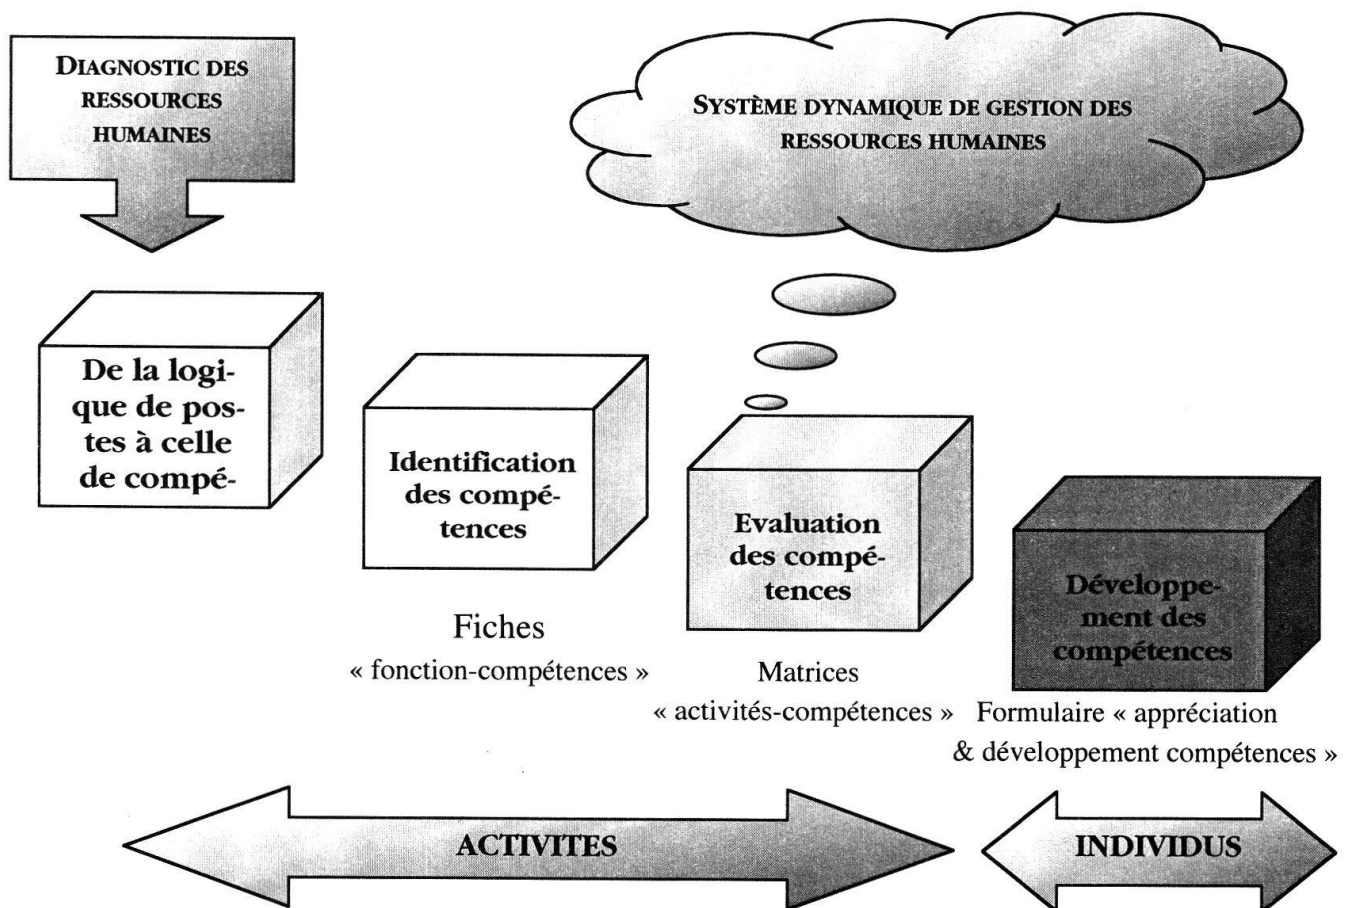 DIAGNOSTIC DES
RESSOURCES
HUMAINES
SYSTÈME DYNAMIQUE DE GESTION DES
RESSOURCES HUMAINES
De la logi-
que de pos-
tes à celle
de compé-
Identification
des compé-
tences
Evaluation
des compé-
tences
Développe-
ment des
compétences
Fiches
« fonction-compétences »
Matrices
« activités-compétences »
Formulaire « appréciation
& développement compétences »
ACTIVITES
INDIVIDUS